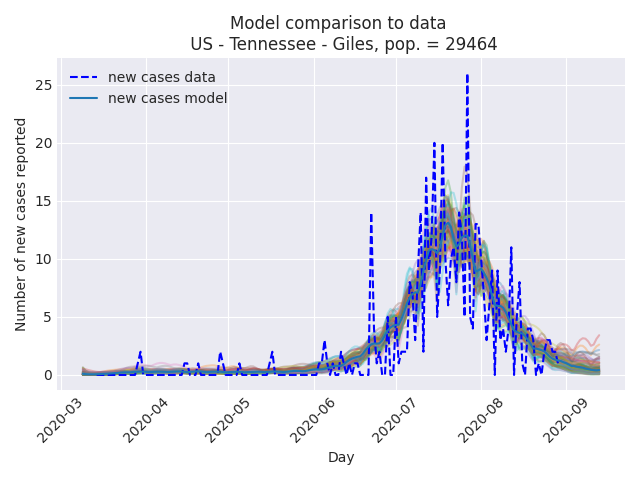 Model comparison to data
US - Tennessee - Giles, pop. = 29464
new cases data
new cases model
Number of new cases reported
25
20
15
10
5
0
2020-03
2020-04
2020-05
2020-06
2020-07
2020-08
2020-09
Day